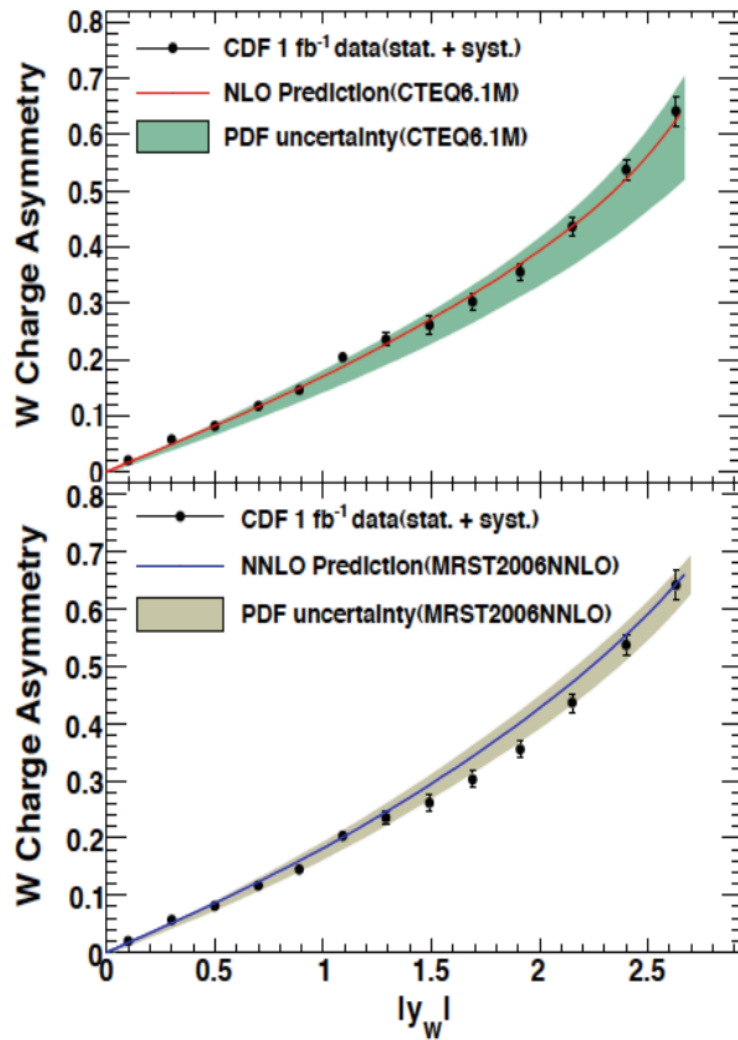 0.8
CDF 1 fb⁻¹ data(stat. + syst.)
0.7
NLO Prediction(CTEQ6.1M)
0.6
PDF uncertainty(CTEQ6.1M)
0.5
0.4
0.3
0.2
0.1
0
W Charge Asymmetry
0.8
CDF 1 fb⁻¹ data(stat. + syst.)
0.7
NNLO Prediction(MRST2006NNLO)
0.6
PDF uncertainty(MRST2006NNLO)
0.5
0.4
0.3
0.2
0.1
0
W Charge Asymmetry
0 0.5 1 1.5 2 2.5
|y_W|